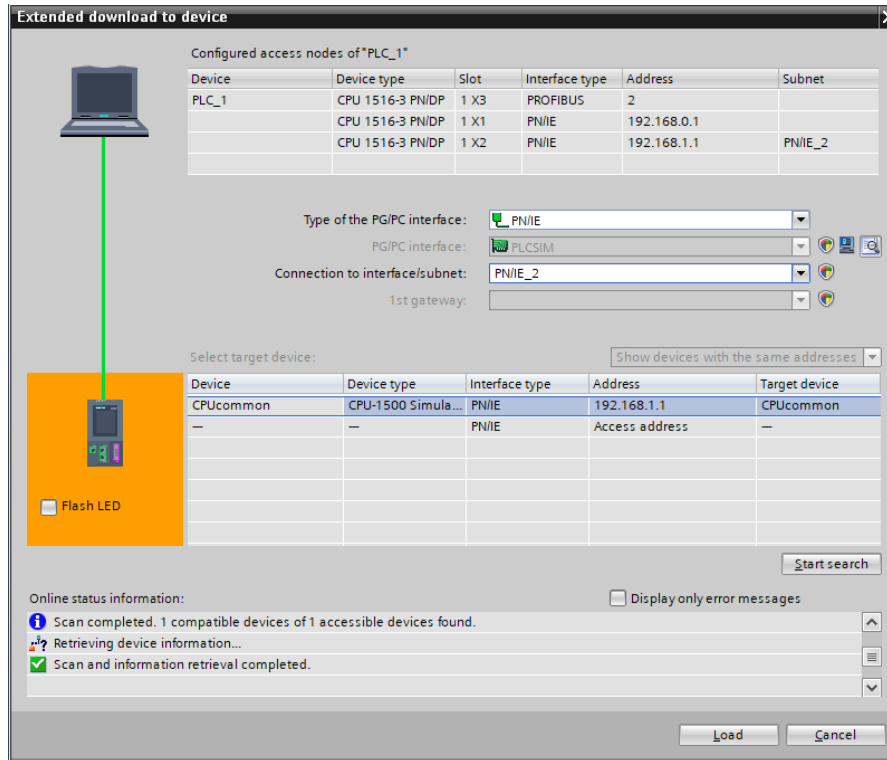 Extended download to device
Configured access nodes of "PLC_1"
Device Device type Slot Interface type Address Subnet
PLC_1 CPU 1516-3 PN/DP 1 X3 PROFIBUS 2
CPU 1516-3 PN/DP 1 X1 PN/IE 192.168.0.1
CPU 1516-3 PN/DP 1 X2 PN/IE 192.168.1.1 PN/IE_2
Type of the PG/PC interface: PN/IE
PG/PC interface: PLCSIM
Connection to interface/subnet: PN/IE_2
1st gateway:
Select target device: Show devices with the same addresses
Device Device type Interface type Address Target device
CPUcommon CPU-1500 Simula... PN/IE 192.168.1.1 CPUcommon
— — PN/IE Access address —
Flash LED
Start search
Online status information: Display only error messages
Scan completed. 1 compatible devices of 1 accessible devices found.
Retrieving device information...
Scan and information retrieval completed.
Load Cancel